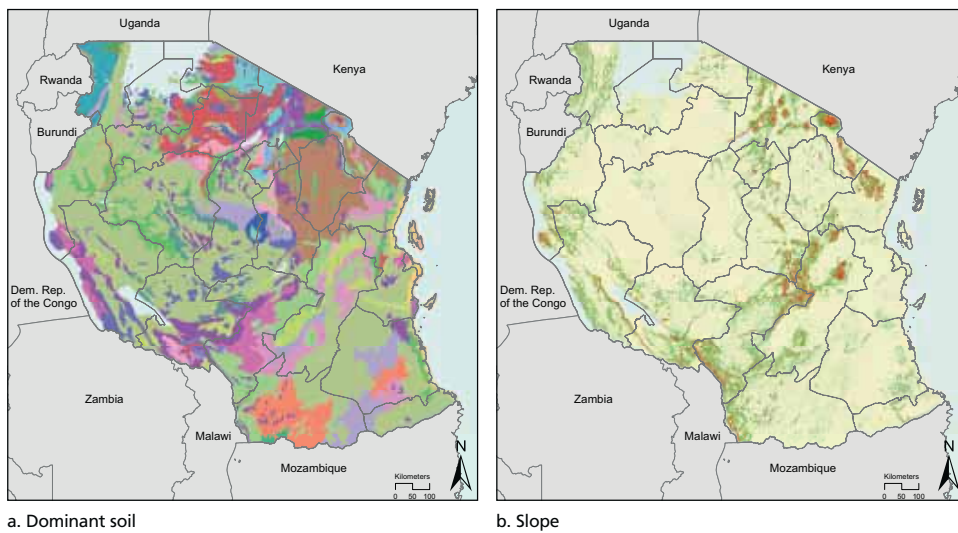 Uganda
Rwanda
Kenya
Burundi
Dem. Rep.
of the Congo
Zambia
Malawi
Mozambique
N
Kilometers
0 50 100
a. Dominant soil
Uganda
Rwanda
Kenya
Burundi
Dem. Rep.
of the Congo
Zambia
Malawi
Mozambique
N
Kilometers
0 50 100
b. Slope